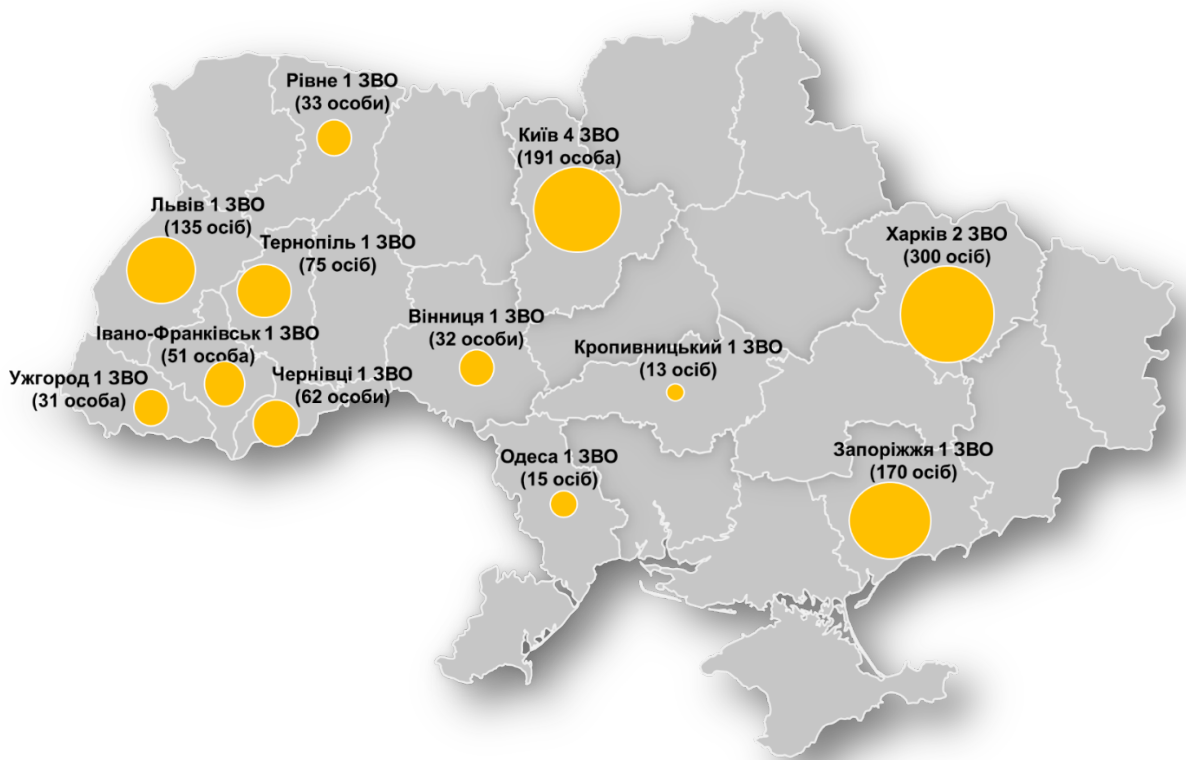 Рівне 1 ЗВО
(33 особи)
Київ 4 ЗВО
(191 особа)
Львів 1 ЗВО
(135 осіб)
Тернопіль 1 ЗВО
(75 осіб)
Харків 2 ЗВО
(300 осіб)
Івано-Франківськ 1 ЗВО
(51 особа)
Вінниця 1 ЗВО
(32 особи)
Кропивницький 1 ЗВО
(13 осіб)
Ужгород 1 ЗВО
(31 особа)
Чернівці 1 ЗВО
(62 особи)
Одеса 1 ЗВО
(15 осіб)
Запоріжжя 1 ЗВО
(170 осіб)